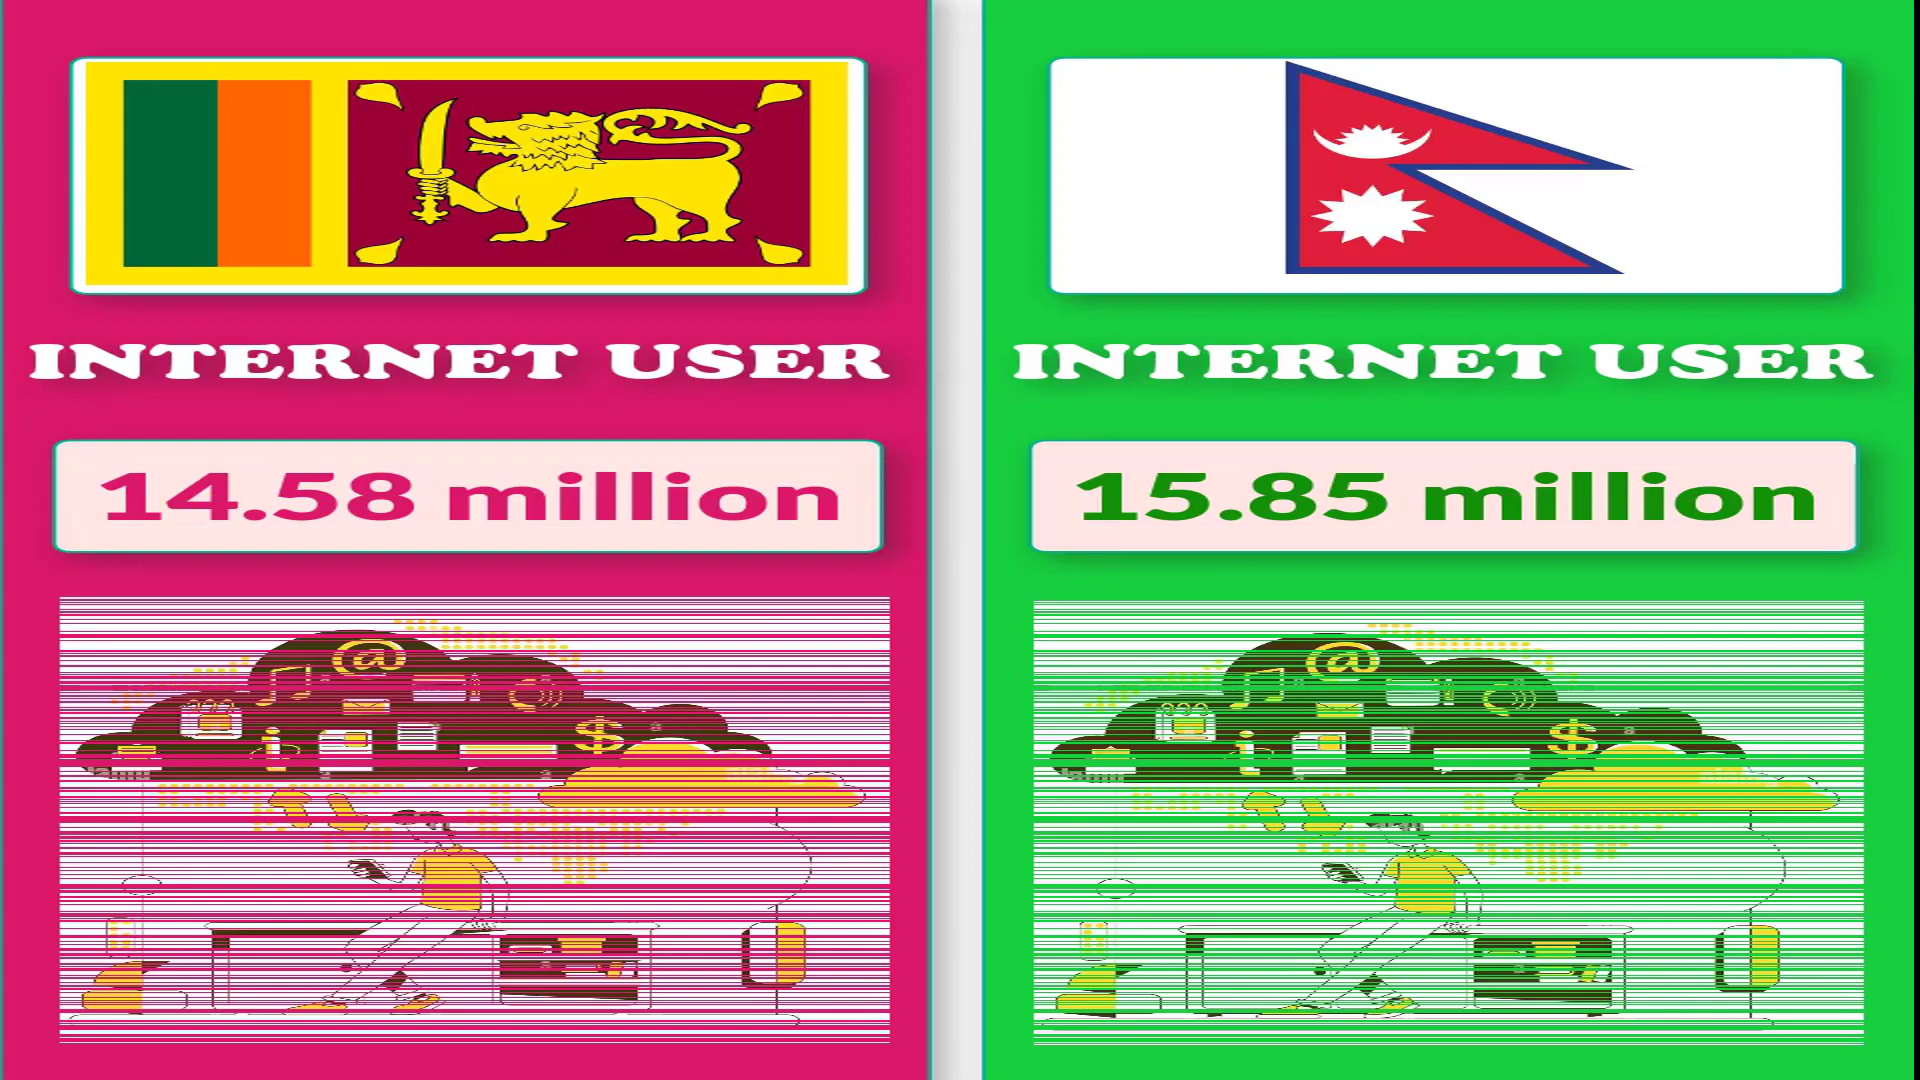 INTERNET USER
14.58 million
INTERNET USER
15.85 million